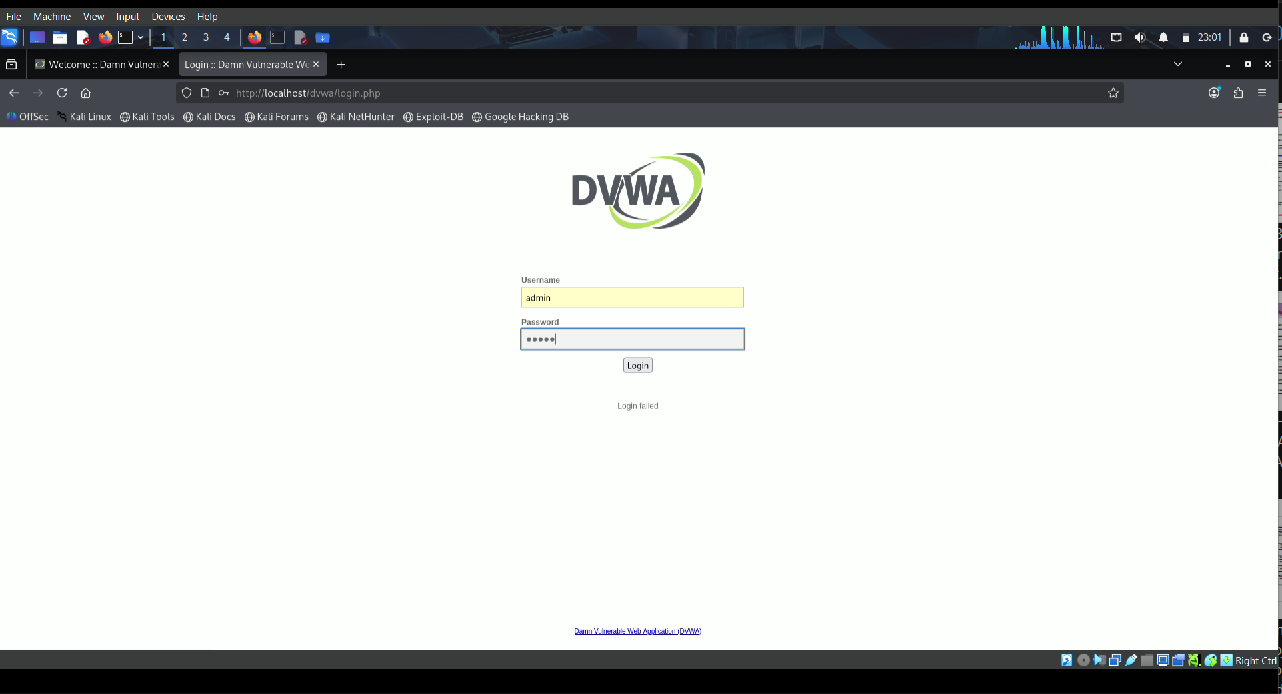 File Machine View Input Devices Help
1 2 3 4 23:01
Welcome :: Damn Vulnera Login :: Damn Vulnerable We
http://localhost/dvwa/login.php
OffSec Kali Linux Kali Tools Kali Docs Kali Forums Kali NetHunter Exploit-DB Google Hacking DB
DVWA
Username
admin
Password
Login
Login failed
Damn Vulnerable Web Application (DVWA)
Right Ctrl